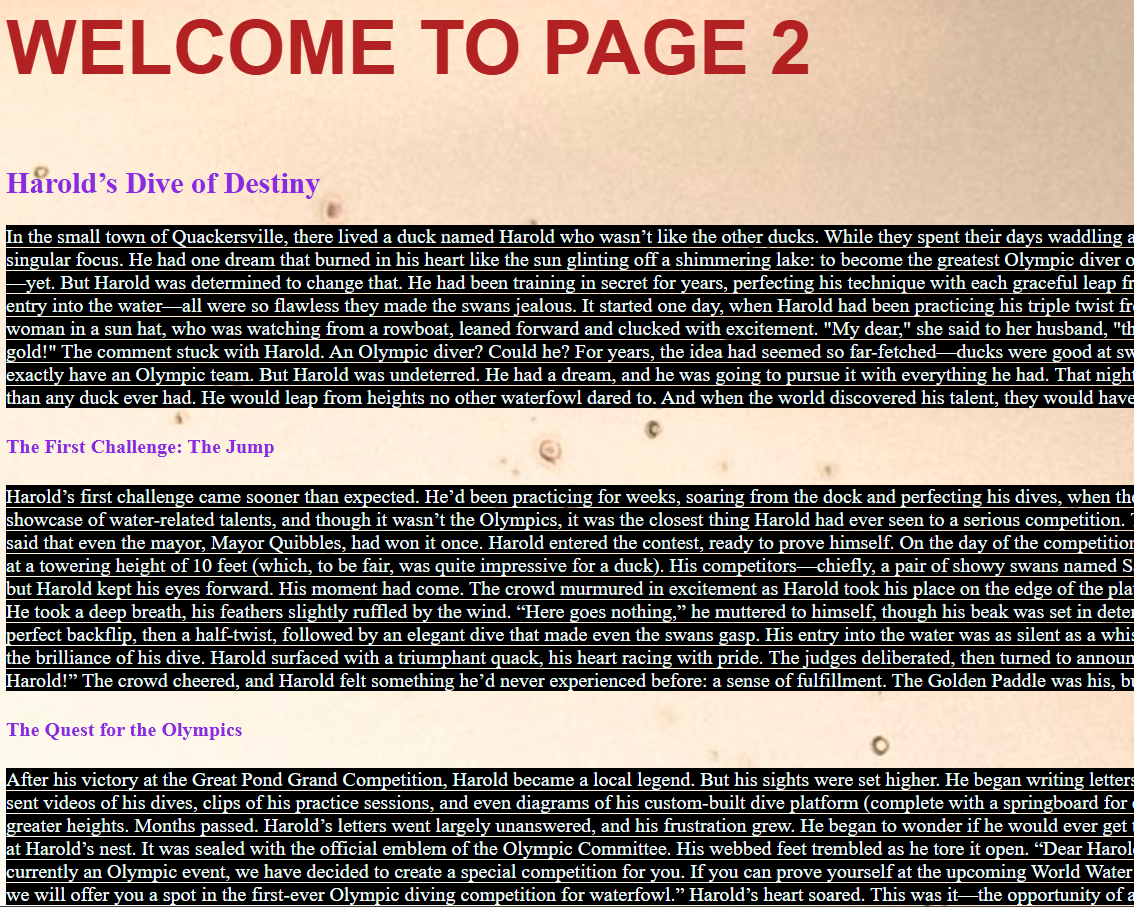 WELCOME TO PAGE 2
Harold’s Dive of Destiny
In the small town of Quackersville, there lived a duck named Harold who wasn’t like the other ducks. While they spent their days waddling a
singular focus. He had one dream that burned in his heart like the sun glinting off a shimmering lake: to become the greatest Olympic diver o
—yet. But Harold was determined to change that. He had been training in secret for years, perfecting his technique with each graceful leap fr
entry into the water—all were so flawless they made the swans jealous. It started one day, when Harold had been practicing his triple twist fr
woman in a sun hat, who was watching from a rowboat, leaned forward and clucked with excitement. "My dear," she said to her husband, "th
gold!" The comment stuck with Harold. An Olympic diver? Could he? For years, the idea had seemed so far-fetched—ducks were good at sw
exactly have an Olympic team. But Harold was undeterred. He had a dream, and he was going to pursue it with everything he had. That night
than any duck ever had. He would leap from heights no other waterfowl dared to. And when the world discovered his talent, they would have
The First Challenge: The Jump
Harold’s first challenge came sooner than expected. He’d been practicing for weeks, soaring from the dock and perfecting his dives, when the
showcase of water-related talents, and though it wasn’t the Olympics, it was the closest thing Harold had ever seen to a serious competition. T
said that even the mayor, Mayor Quibbles, had won it once. Harold entered the contest, ready to prove himself. On the day of the competition
at a towering height of 10 feet (which, to be fair, was quite impressive for a duck). His competitors—chiefly, a pair of showy swans named S
but Harold kept his eyes forward. His moment had come. The crowd murmured in excitement as Harold took his place on the edge of the plat
He took a deep breath, his feathers slightly ruffled by the wind. “Here goes nothing,” he muttered to himself, though his beak was set in deter
perfect backflip, then a half-twist, followed by an elegant dive that made even the swans gasp. His entry into the water was as silent as a whis
the brilliance of his dive. Harold surfaced with a triumphant quack, his heart racing with pride. The judges deliberated, then turned to announ
Harold!” The crowd cheered, and Harold felt something he’d never experienced before: a sense of fulfillment. The Golden Paddle was his, bu
The Quest for the Olympics
After his victory at the Great Pond Grand Competition, Harold became a local legend. But his sights were set higher. He began writing letters
sent videos of his dives, clips of his practice sessions, and even diagrams of his custom-built dive platform (complete with a springboard for
greater heights. Months passed. Harold’s letters went largely unanswered, and his frustration grew. He began to wonder if he would ever get
at Harold’s nest. It was sealed with the official emblem of the Olympic Committee. His webbed feet trembled as he tore it open. “Dear Harol
currently an Olympic event, we have decided to create a special competition for you. If you can prove yourself at the upcoming World Water
we will offer you a spot in the first-ever Olympic diving competition for waterfowl.” Harold’s heart soared. This was it—the opportunity of a